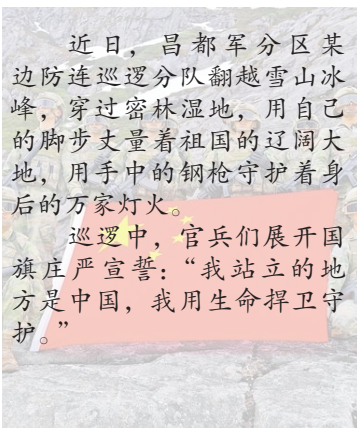 近日，昌都军分区某
边防连巡逻分队翻越雪山冰
峰，穿过密林湿地，用自己
的脚步丈量着祖国的辽阔大
地，用手中的钢枪守护着身
后的万家灯火。
巡逻中，官兵们展开国
旗庄严宣誓：“我站立的地
方是中国，我用生命捍卫守
护。”